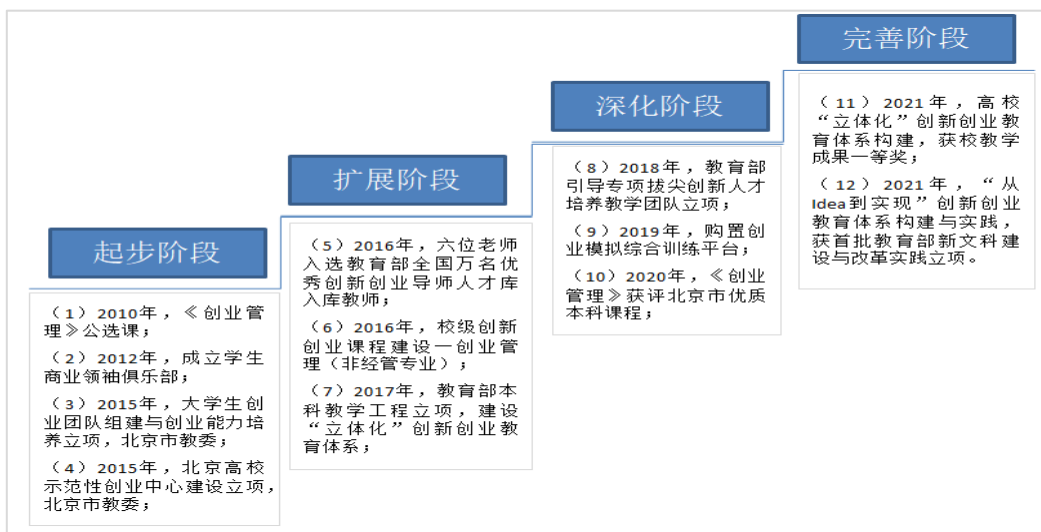 起步阶段
（1）2010年，《创业管
理》公选课；
（2）2012年，成立学生
商业领袖俱乐部；
（3）2015年，大学生创
业团队组建与创业能力培
养立项，北京市教委；
（4）2015年，北京高校
示范性创业中心建设立项，
北京市教委；
扩展阶段
（5）2016年，六位老师
入选教育部全国万名优
秀创新创业导师人才库
入库教师；
（6）2016年，校级创新
创业课程建设—创业管
理（非经管专业）；
（7）2017年，教育部本
科教学工程立项，建设
“立体化”创新创业教
育体系；
深化阶段
（8）2018年，教育部
引导专项拔尖创新人才
培养教学团队立项；
（9）2019年，购置创
业模拟综合训练平台；
（10）2020年，《创业
管理》获评北京市优质
本科课程；
完善阶段
（11）2021年，高校
“立体化”创新创业教
育体系构建，获校教学
成果一等奖；
（12）2021年，“从
Idea到实现”创新创业
教育体系构建与实践，
获首批教育部新文科建
设与改革实践立项。